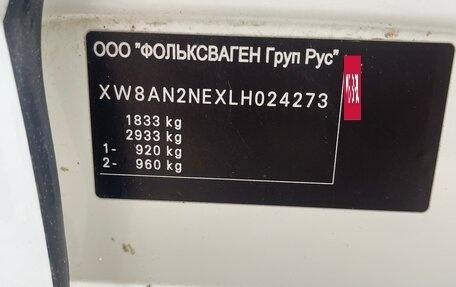 ООО "ФОЛЬКСВАГЕН Груп Рус"
XW8AN2NEXLH024273
1833 kg
2933 kg
1- 920 kg
2- 960 kg